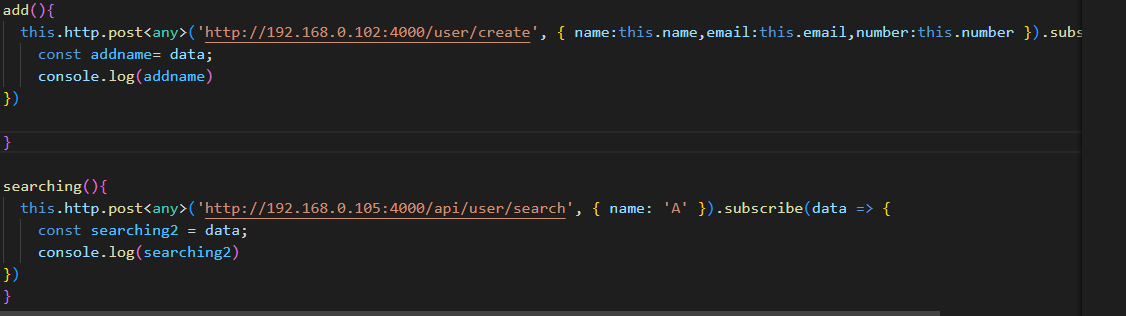 add(){
this.http.post<any>('http://192.168.0.102:4000/user/create', { name:this.name,email:this.email,number:this.number }).subs
const addname= data;
console.log(addname)
})
}
searching(){
this.http.post<any>('http://192.168.0.105:4000/api/user/search', { name: 'A' }).subscribe(data => {
const searching2 = data;
console.log(searching2)
})
}